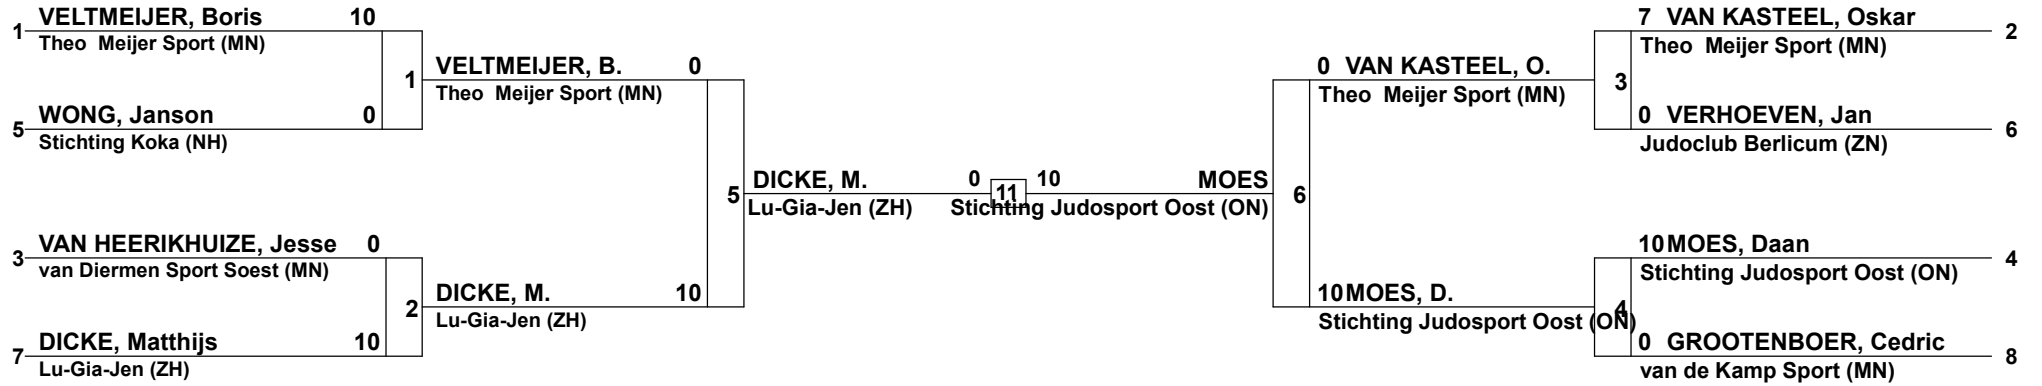 1 VELTMEIJER, Boris 10
Theo Meijer Sport (MN)
5 WONG, Janson 0
Stichting Koka (NH)
1
VELTMEIJER, B. 0
Theo Meijer Sport (MN)
3 VAN HEERIKHUIZE, Jesse 0
van Diermen Sport Soest (MN)
7 DICKE, Matthijs 10
Lu-Gia-Jen (ZH)
2
DICKE, M. 10
Lu-Gia-Jen (ZH)
5
DICKE, M. 0
Lu-Gia-Jen (ZH)
11
10 MOES
Stichting Judosport Oost (ON)
6
0 VAN KASTEEL, O.
Theo Meijer Sport (MN)
10 MOES, D.
Stichting Judosport Oost (ON)
3
7 VAN KASTEEL, Oskar 2
Theo Meijer Sport (MN)
0 VERHOEVEN, Jan 6
Judoclub Berlicum (ZN)
4
10 MOES, Daan 4
Stichting Judosport Oost (ON)
0 GROOTENBOER, Cedric 8
van de Kamp Sport (MN)